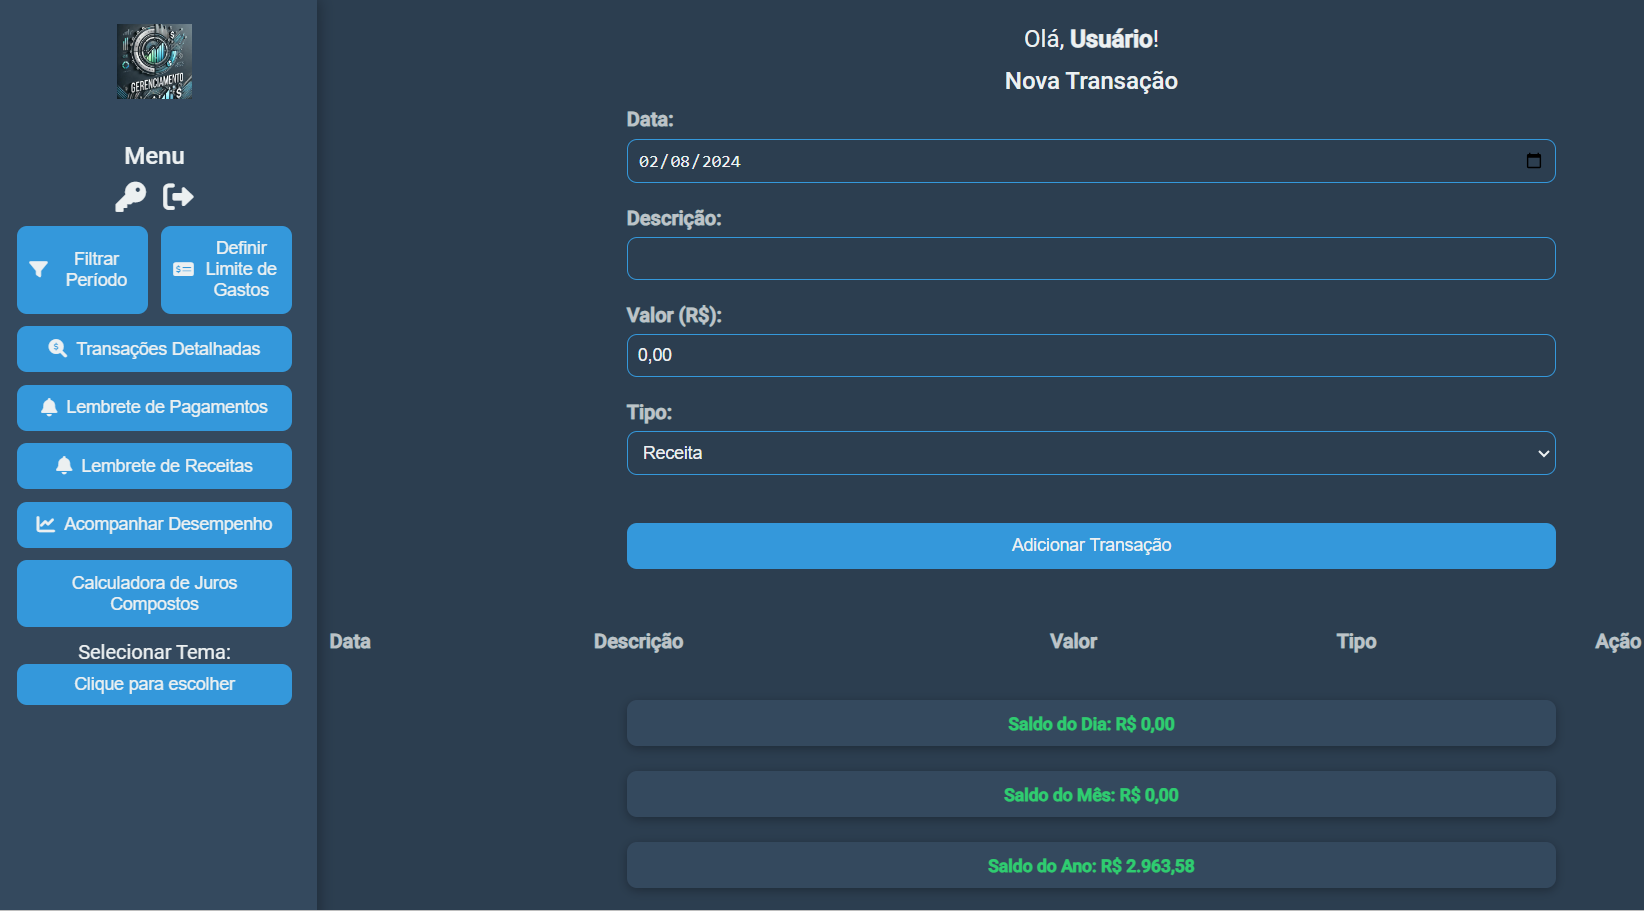 GERENCIAMENTO
Menu
Filtrar
Período
Definir
Limite de
Gastos
Transações Detalhadas
Lembrete de Pagamentos
Lembrete de Receitas
Acompanhar Desempenho
Calculadora de Juros
Compostos
Selecionar Tema:
Clique para escolher
Olá, Usuário!
Nova Transação
Data:
02/08/2024
Descrição:
Valor (R$):
0,00
Tipo:
Receita
Adicionar Transação
Data Descrição Valor Tipo Ação
Saldo do Dia: R$ 0,00
Saldo do Mês: R$ 0,00
Saldo do Ano: R$ 2.963,58